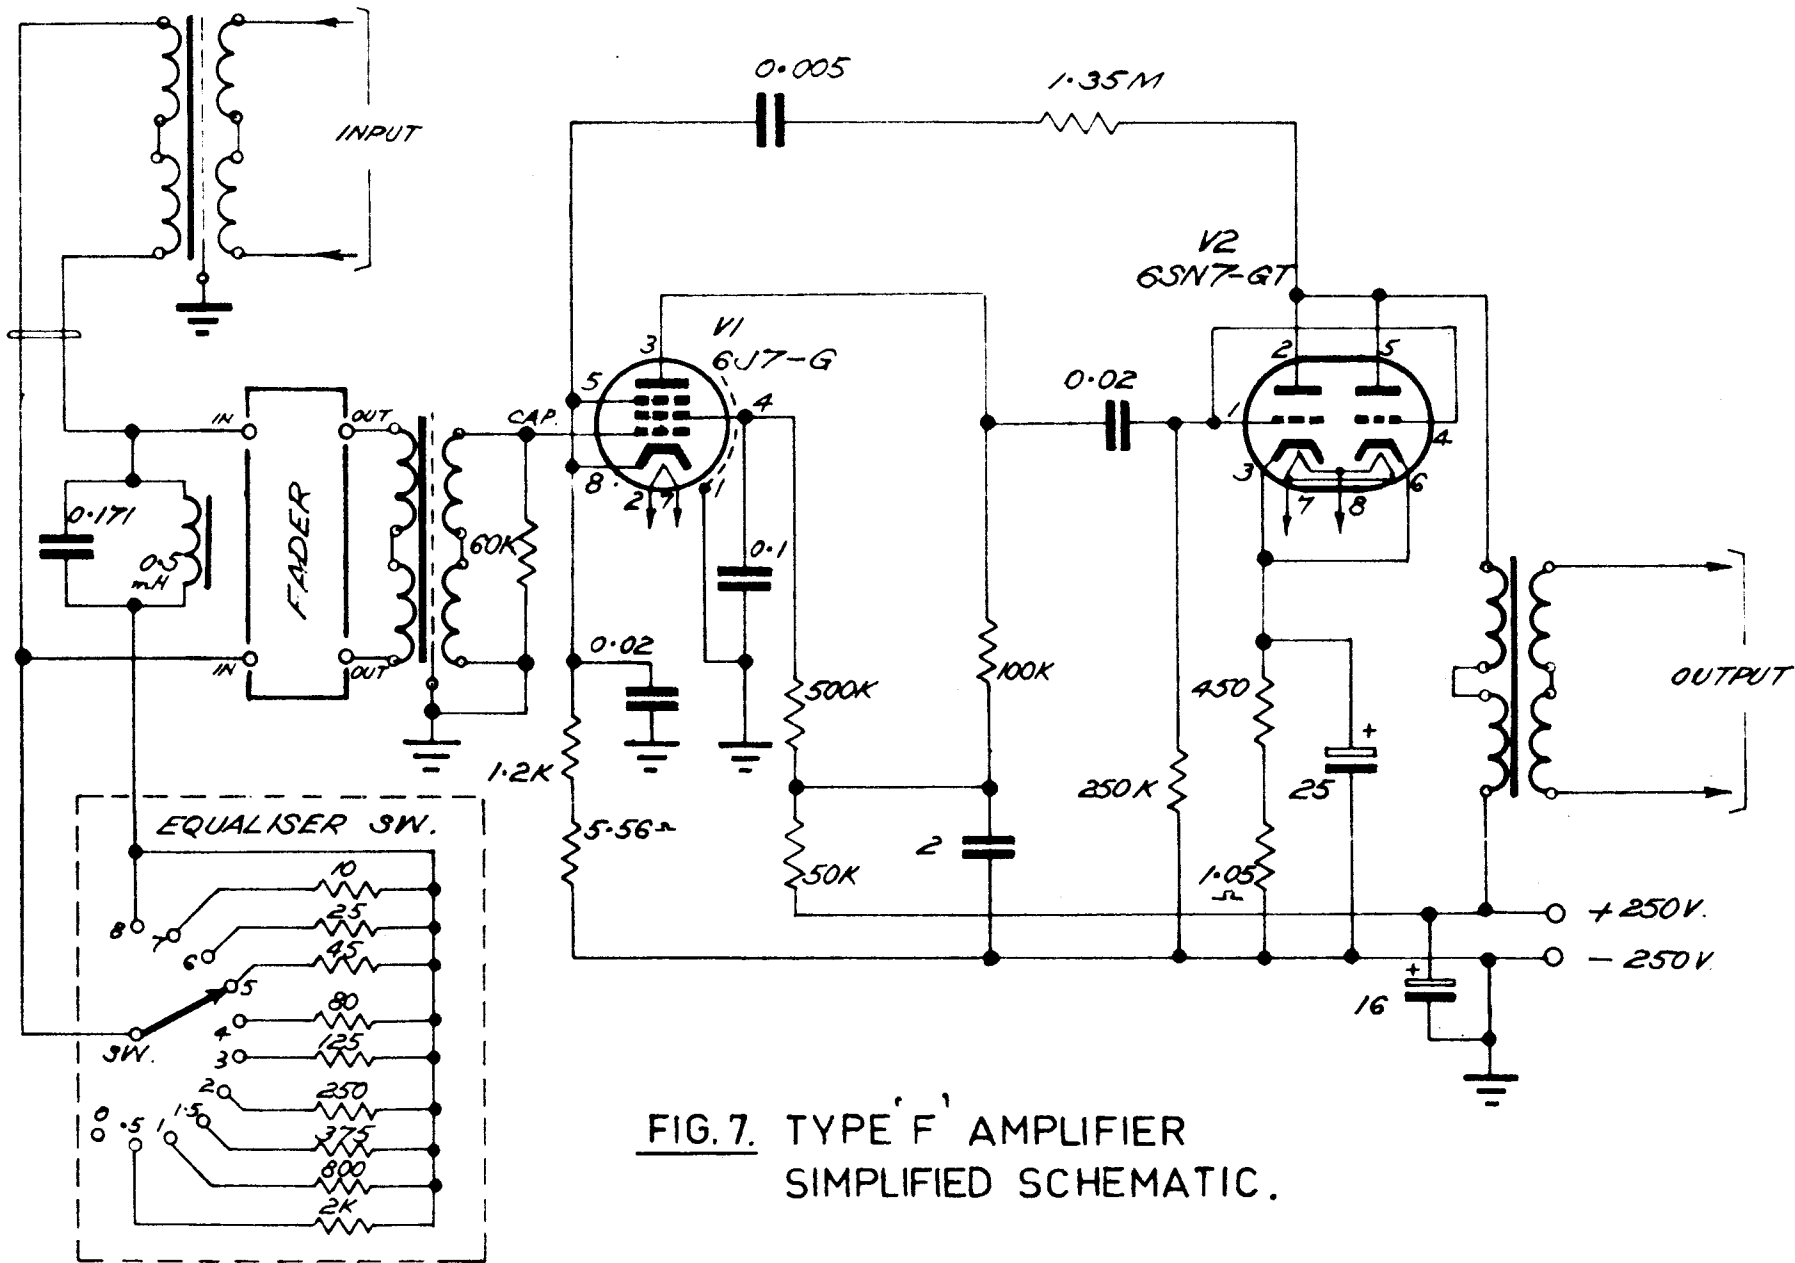 INPUT
0.005
1.35M
V2
6SN7-GT
V1
6J7-G
3
5
4
CAP.
8
2
7
1
0.02
2
5
1
4
3
6
7
8
IN
OUT
FADER
IN
OUT
0.171
0.5
mH
60K
0.1
0.02
500K
100K
450
+
25
OUTPUT
1.2K
250K
5.56Ω
50K
2
1.05
Ω
+ 250V.
- 250V.
+
16
EQUALISER SW.
10
8
7
25
6
45
5
80
4
SW.
125
3
250
2
0
.5
1
1.5
375
800
2K
FIG. 7. TYPE 'F' AMPLIFIER
SIMPLIFIED SCHEMATIC.